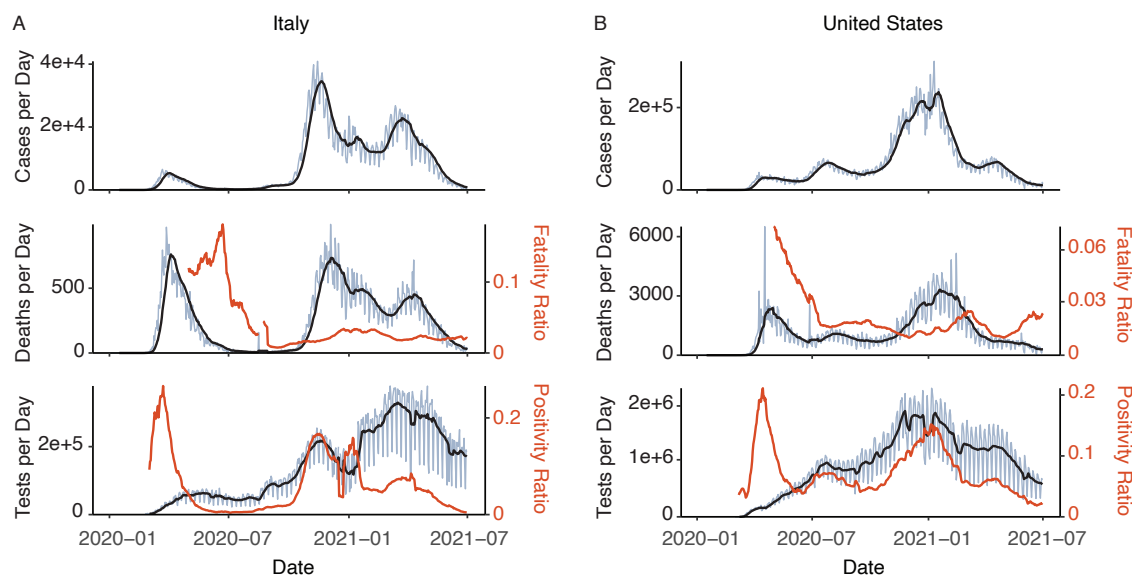 A
Italy
Cases per Day
4e+4
2e+4
0
Deaths per Day
500
0
Fatality Ratio
0.1
0
Tests per Day
2e+5
0
Positivity Ratio
0.2
0
2020−01
2020−07
2021−01
2021−07
Date
B
United States
Cases per Day
2e+5
0
Deaths per Day
6000
3000
0
Fatality Ratio
0.06
0.03
0
Tests per Day
2e+6
1e+6
0
Positivity Ratio
0.2
0.1
0
2020−01
2020−07
2021−01
2021−07
Date